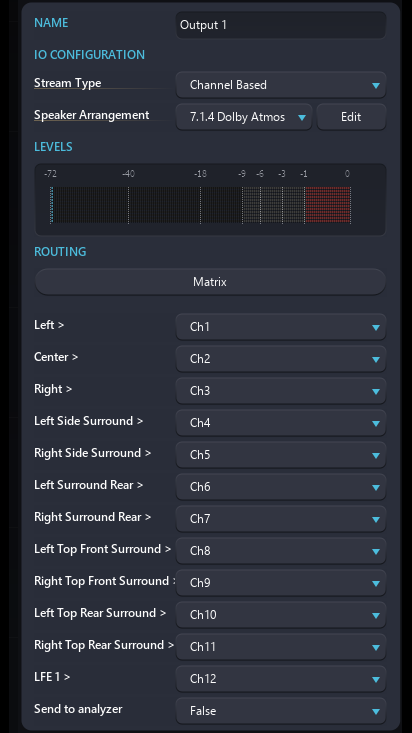 NAME Output 1
IO CONFIGURATION
Stream Type Channel Based
Speaker Arrangement 7.1.4 Dolby Atmos Edit
LEVELS
-72 -40 -18 -9 -6 -3 -1 0
ROUTING
Matrix
Left > Ch1
Center > Ch2
Right > Ch3
Left Side Surround > Ch4
Right Side Surround > Ch5
Left Surround Rear > Ch6
Right Surround Rear > Ch7
Left Top Front Surround > Ch8
Right Top Front Surround > Ch9
Left Top Rear Surround > Ch10
Right Top Rear Surround > Ch11
LFE 1 > Ch12
Send to analyzer False